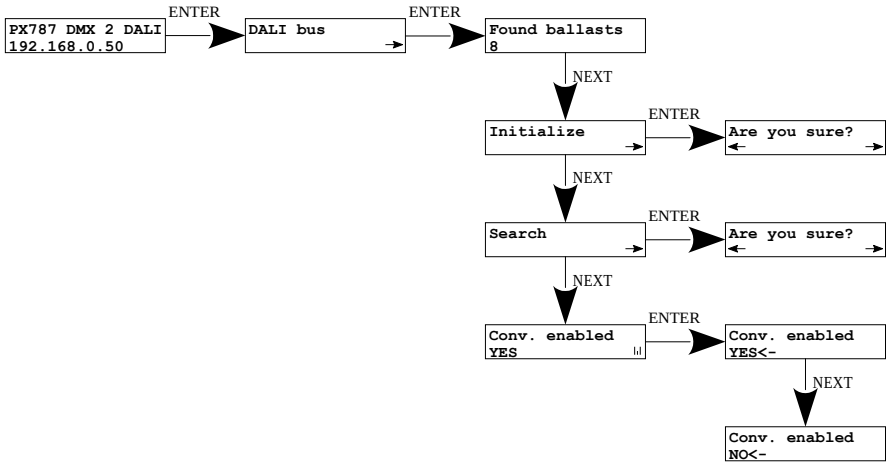 ENTER
ENTER
PX787 DMX 2 DALI
192.168.0.50
DALI bus
Found ballasts
8
NEXT
ENTER
Initialize
Are you sure?
NEXT
ENTER
Search
Are you sure?
NEXT
ENTER
Conv. enabled
YES
Conv. enabled
YES<-
NEXT
Conv. enabled
NO<-